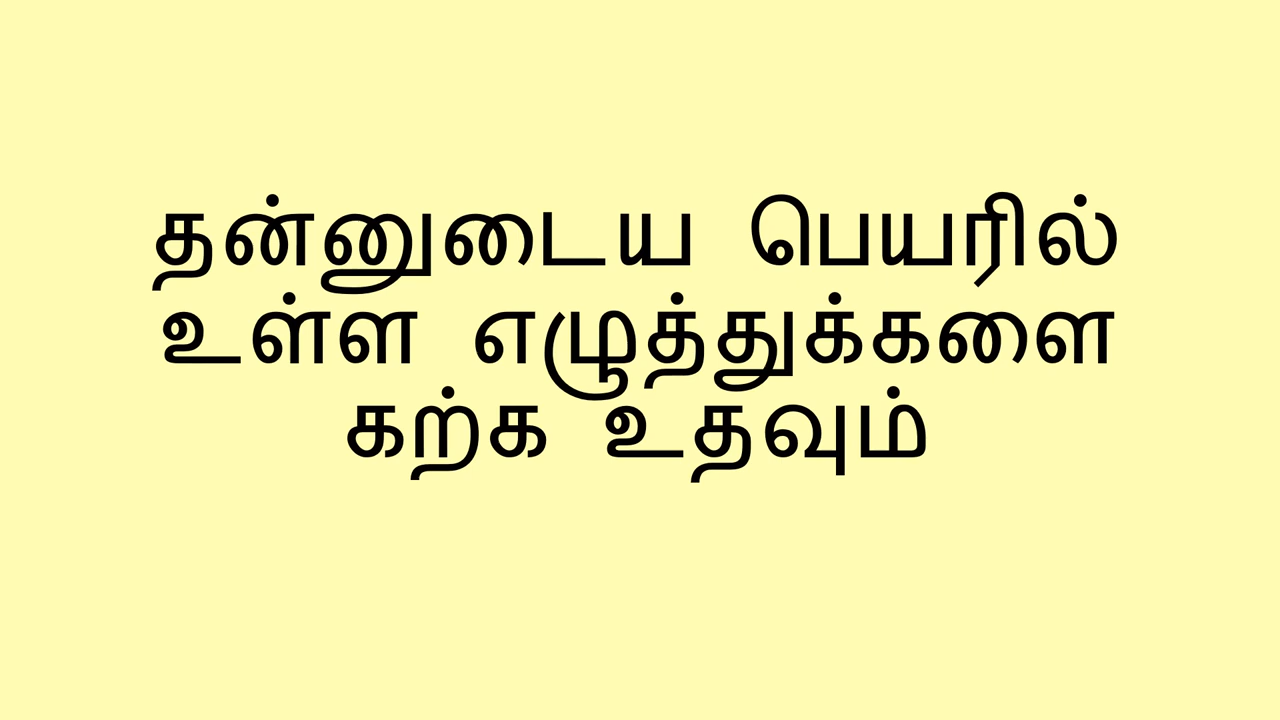 தன்னுடைய பெயரில்
உள்ள எழுத்துக்களை
கற்க உதவும்